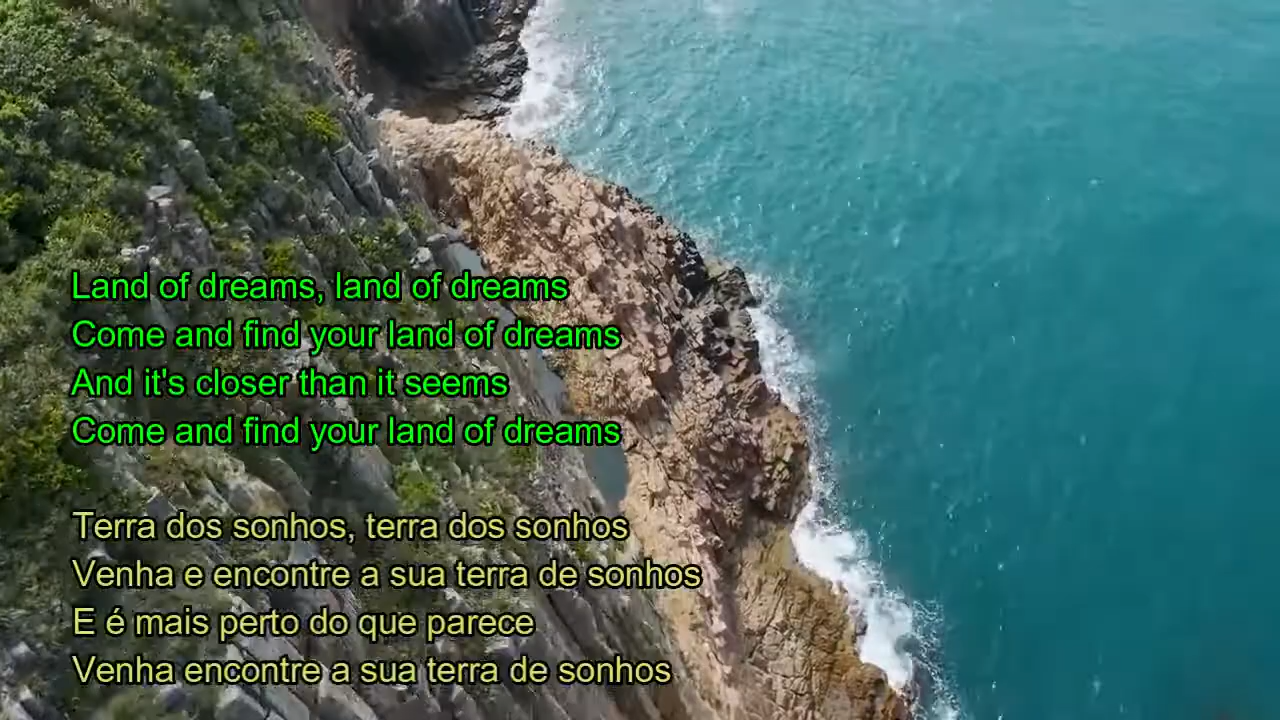 Land of dreams, land of dreams
Come and find your land of dreams
And it's closer than it seems
Come and find your land of dreams
Terra dos sonhos, terra dos sonhos
Venha e encontre a sua terra de sonhos
E é mais perto do que parece
Venha encontre a sua terra de sonhos